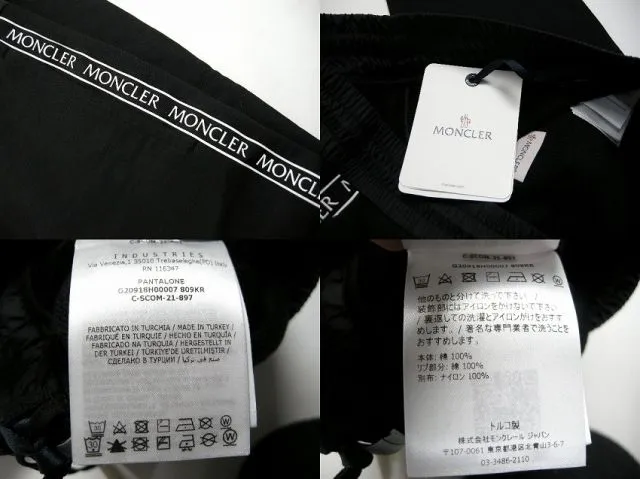 MONCLER MONCLER MONCLER MONCLER
MONCLER
MONCLER
INDUSTRIES
Via Venezia,1 35010 Trebaseleghe(PD) Italy
RN 116347
PANTALONE
G20918H00007 809KR
C-SCOM-21-897
FABBRICATO IN TURCHIA / MADE IN TURKEY /
FABRIQUÉ EN TURQUIE / HECHO EN TURQUÍA /
FABRICADO NA TURQUIA / HERGESTELLT IN
DER TÜRKEI / TÜRKİYE'DE ÜRETİLMİŞTİR /
СДЕЛАНО В ТУРЦИИ / صنع في تركيا
C-SCOM-21-897
他のものと分けて洗って下さい /
装飾部にはアイロンをかけないで下さい /
裏返しての洗濯とアイロンがけをおすすめ
します。 / 著名な専門業者で洗うことを
おすすめします。
本体: 綿 100%
リブ部分: 綿 100%
別布: ナイロン 100%
トルコ製
株式会社モンクレール ジャパン
〒107-0061 東京都港区北青山3-6-7
03-3486-2110